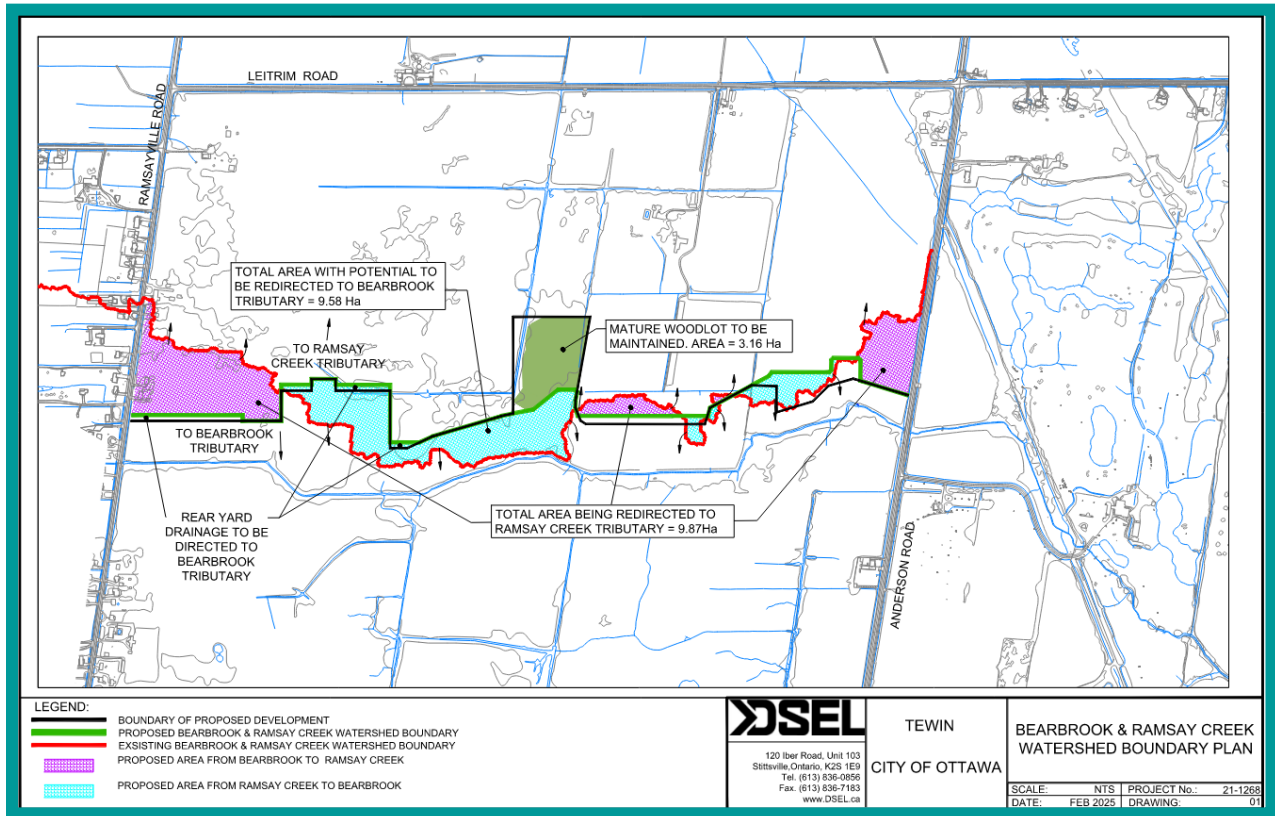 LEITRIM ROAD
RAMSAYVILLE ROAD
TOTAL AREA WITH POTENTIAL TO
BE REDIRECTED TO BEARBROOK
TRIBUTARY = 9.58 Ha
MATURE WOODLOT TO BE
MAINTAINED. AREA = 3.16 Ha
TO RAMSAY
CREEK TRIBUTARY
TO BEARBROOK
TRIBUTARY
TOTAL AREA BEING REDIRECTED TO
RAMSAY CREEK TRIBUTARY = 9.87Ha
REAR YARD
DRAINAGE TO BE
DIRECTED TO
BEARBROOK
TRIBUTARY
ANDERSON ROAD
LEGEND:
BOUNDARY OF PROPOSED DEVELOPMENT
PROPOSED BEARBROOK & RAMSAY CREEK WATERSHED BOUNDARY
EXSISTING BEARBROOK & RAMSAY CREEK WATERSHED BOUNDARY
PROPOSED AREA FROM BEARBROOK TO RAMSAY CREEK
PROPOSED AREA FROM RAMSAY CREEK TO BEARBROOK
DSEL
120 Iber Road, Unit 103
Stittsville,Ontario, K2S 1E9
Tel. (613) 836-0856
Fax. (613) 836-7183
www.DSEL.ca
TEWIN
CITY OF OTTAWA
BEARBROOK & RAMSAY CREEK
WATERSHED BOUNDARY PLAN
SCALE: NTS PROJECT No.: 21-1268
DATE: FEB 2025 DRAWING: 01